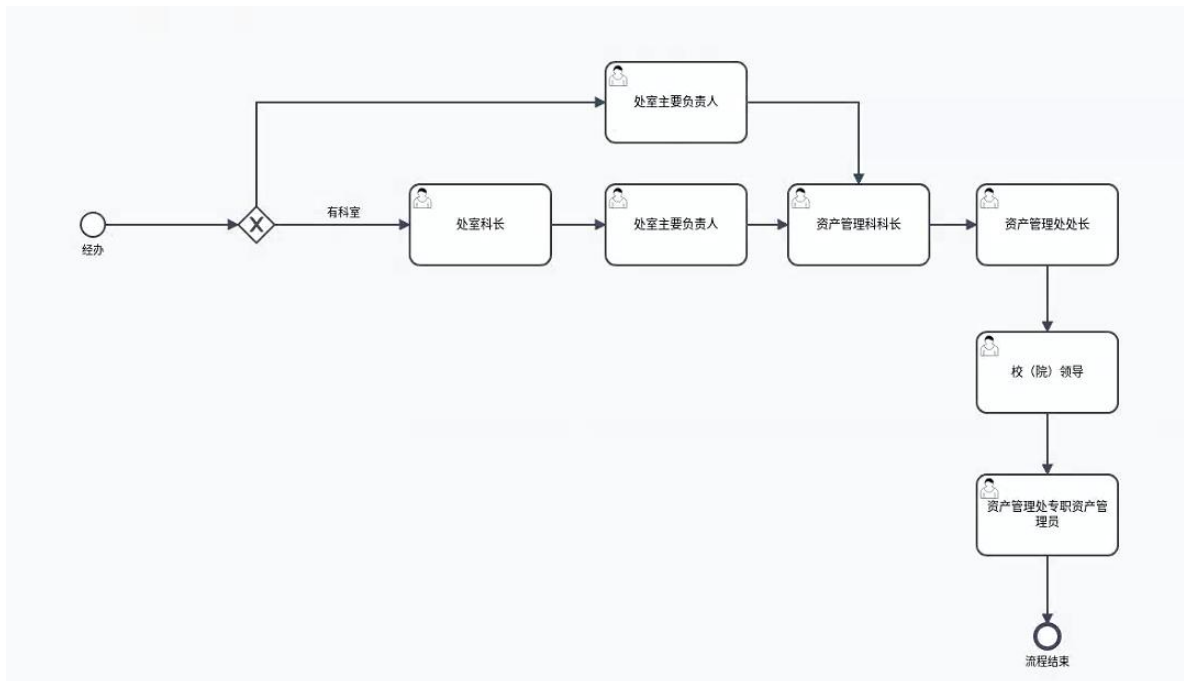 处室主要负责人
有科室
处室科长
处室主要负责人
资产管理科科长
资产管理处处长
经办
校（院）领导
资产管理处专职资产管
理员
流程结束